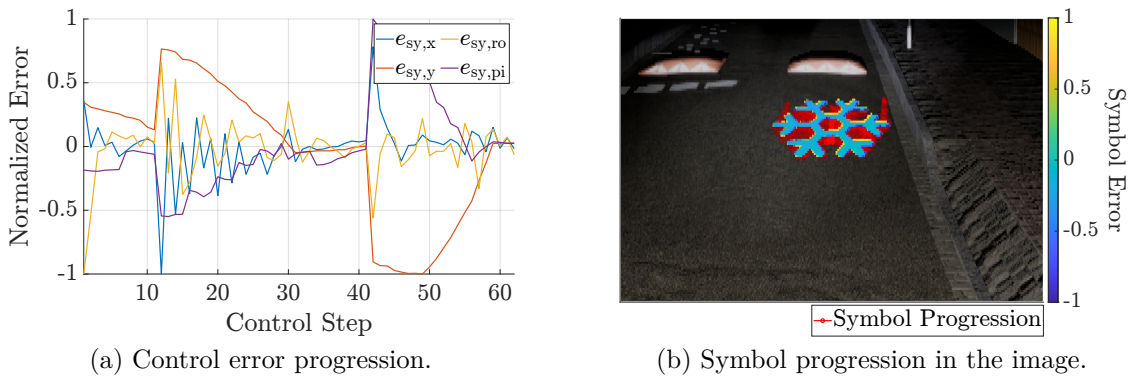 1
0.5
0
-0.5
-1
Normalized Error
e_sy,x e_sy,ro
e_sy,y e_sy,pi
10 20 30 40 50 60
Control Step
(a) Control error progression.
1
0.5
0
-0.5
-1
Symbol Error
Symbol Progression
(b) Symbol progression in the image.